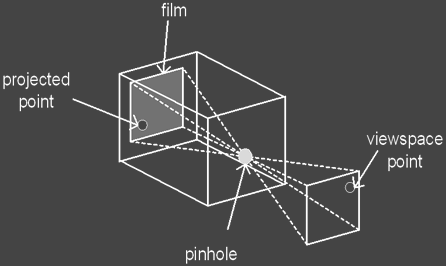 film
projected
point
viewspace
point
pinhole